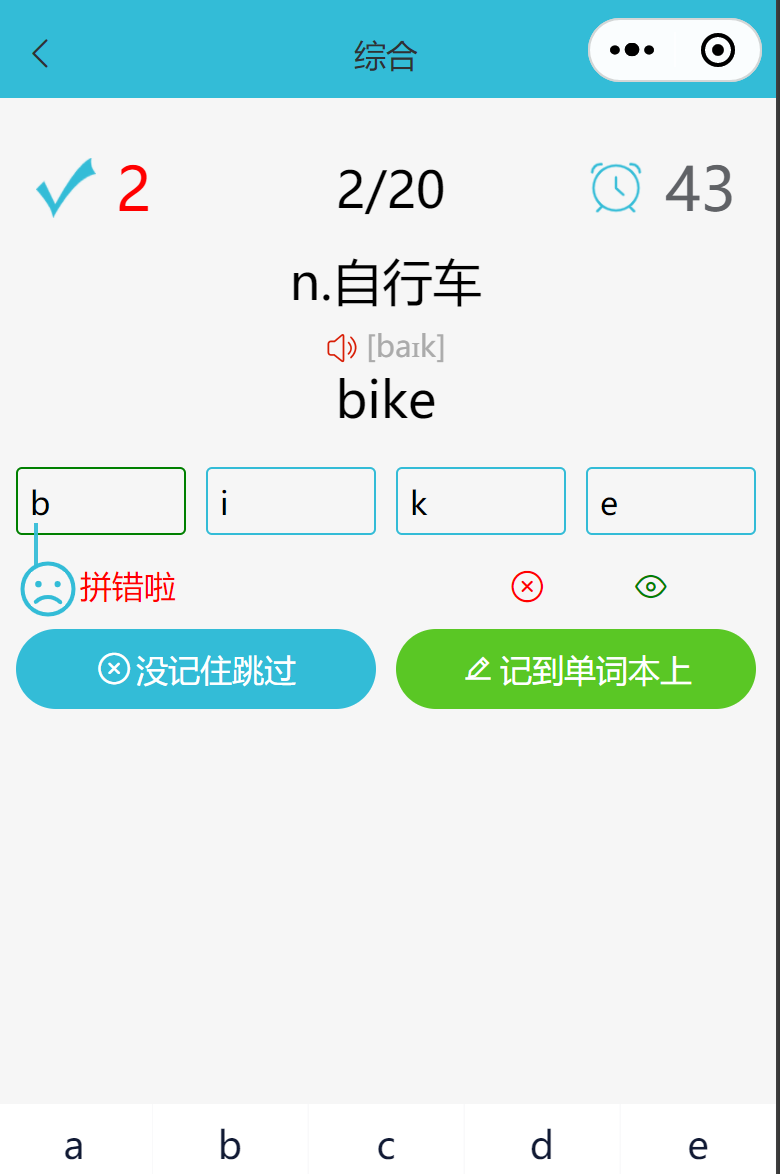 综合
2 2/20 43
n.自行车
[baɪk]
bike
b i k e
拼错啦
没记住跳过 记到单词本上
a b c d e